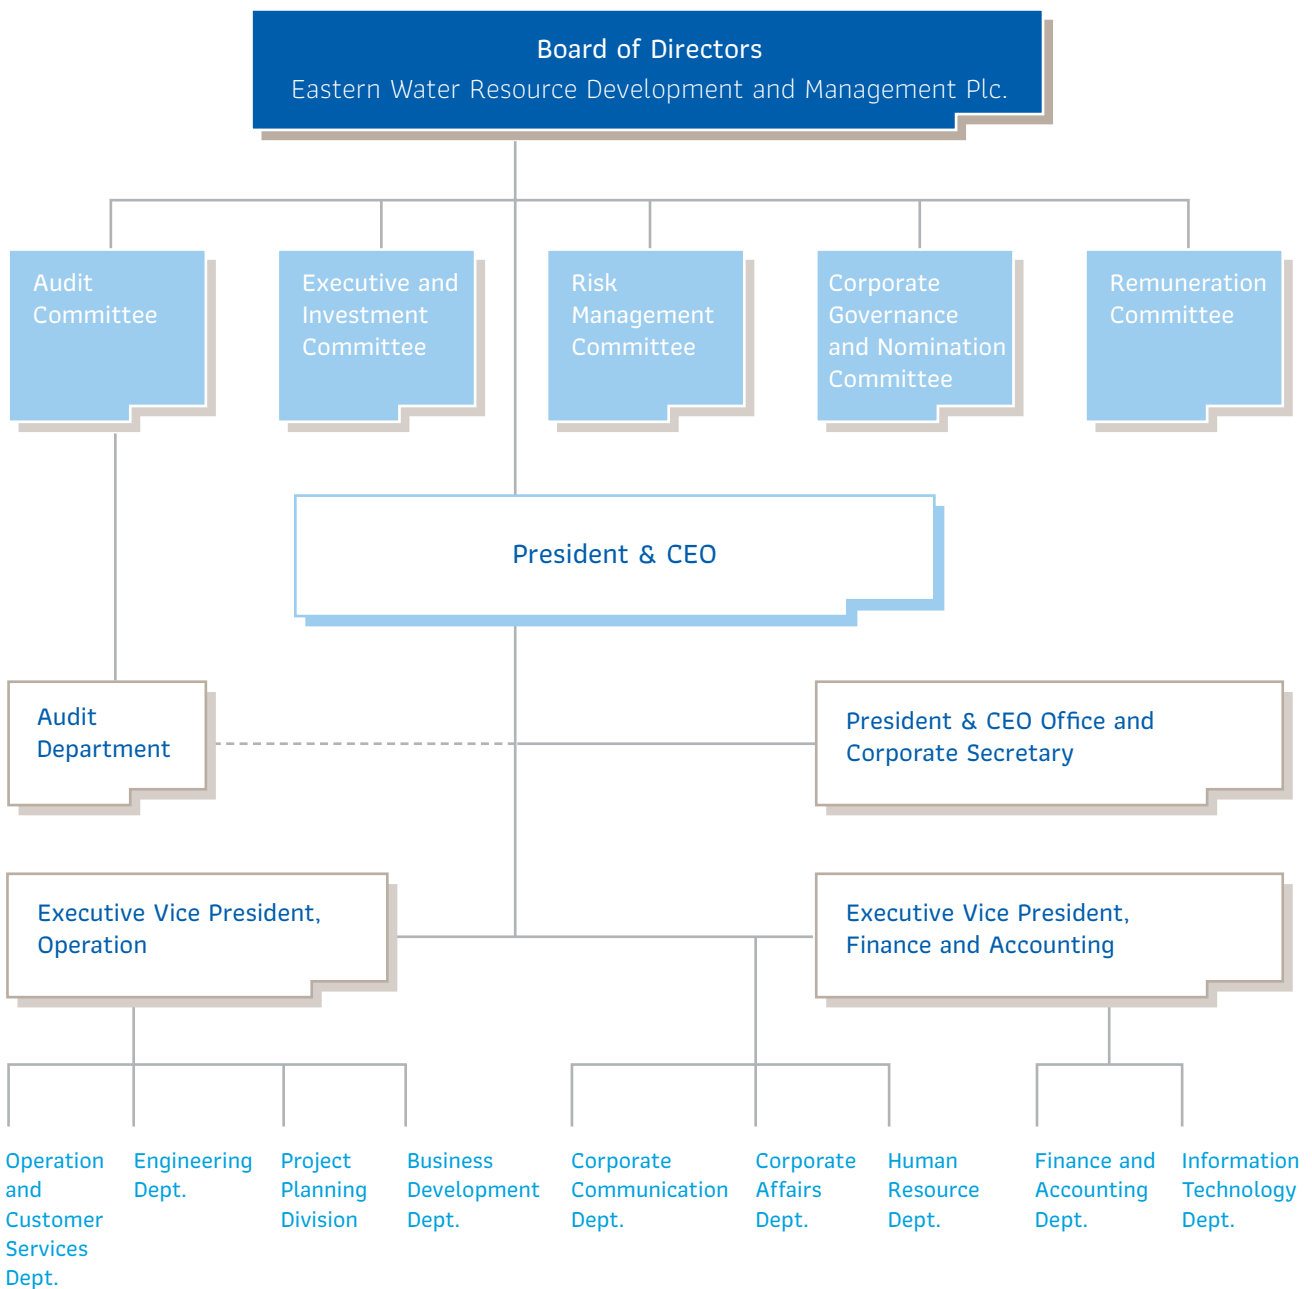 Board of Directors
Eastern Water Resource Development and Management Plc.
Audit
Committee
Executive and
Investment
Committee
Risk
Management
Committee
Corporate
Governance
and Nomination
Committee
Remuneration
Committee
President & CEO
Audit
Department
President & CEO Office and
Corporate Secretary
Executive Vice President,
Operation
Executive Vice President,
Finance and Accounting
Operation
and
Customer
Services
Dept.
Engineering
Dept.
Project
Planning
Division
Business
Development
Dept.
Corporate
Communication
Dept.
Corporate
Affairs
Dept.
Human
Resource
Dept.
Finance and
Accounting
Dept.
Information
Technology
Dept.